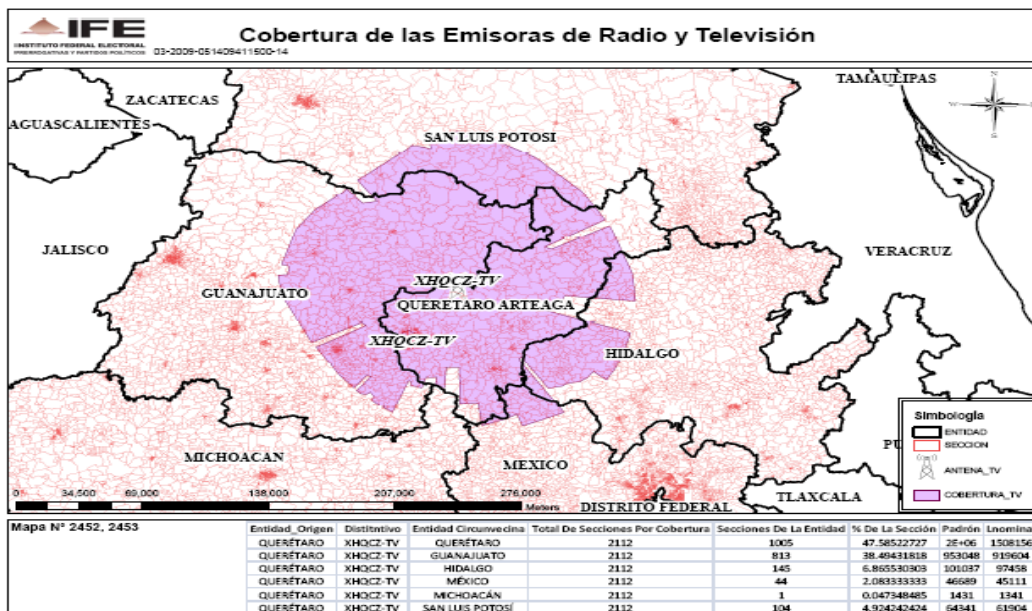 IFE
INSTITUTO FEDERAL ELECTORAL
PRERROGATIVAS Y PARTIDOS POLÍTICOS
03-2009-051409411500-14
Cobertura de las Emisoras de Radio y Televisión
TAMAULIPAS
ZACATECAS
AGUASCALIENTES
SAN LUIS POTOSI
JALISCO
VERACRUZ
XHQCZ-TV
GUANAJUATO
QUERETARO ARTEAGA
XHQCZ-TV
HIDALGO
MICHOACAN
MEXICO
DISTRITO FEDERAL
TLAXCALA
N
W
E
S
Simbología
ENTIDAD
SECCION
ANTENA_TV
COBERTURA_TV
0 34,500 69,000 138,000 207,000 276,000
Meters
Mapa N° 2452, 2453
Entidad_Origen Distitntivo Entidad Circunvecina Total De Secciones Por Cobertura Secciones De La Entidad % De La Sección Padrón Lnominal
QUERÉTARO XHQCZ-TV QUERÉTARO 2112 1005 47.58522727 2E+06 1508156
QUERÉTARO XHQCZ-TV GUANAJUATO 2112 813 38.49431818 953048 919604
QUERÉTARO XHQCZ-TV HIDALGO 2112 145 6.865530303 101037 97458
QUERÉTARO XHQCZ-TV MÉXICO 2112 44 2.083333333 46689 45111
QUERÉTARO XHQCZ-TV MICHOACÁN 2112 1 0.047348485 1431 1341
QUERÉTARO XHQCZ-TV SAN LUIS POTOSÍ 2112 104 4.924242424 64341 61904